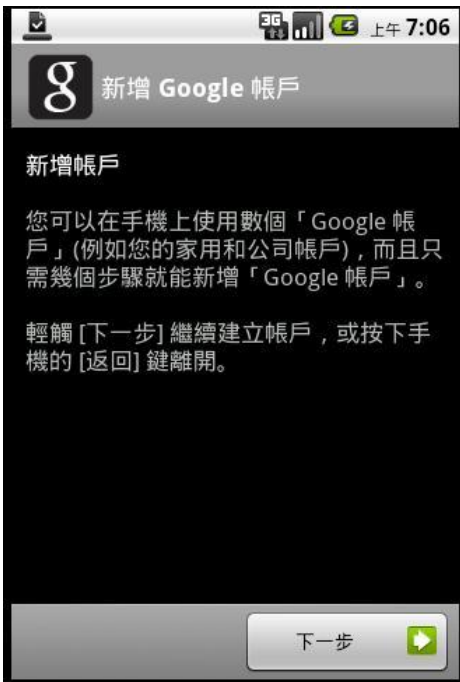 3G 上午 7:06
g 新增 Google 帳戶
新增帳戶
您可以在手機上使用數個「Google 帳
戶」(例如您的家用和公司帳戶)，而且只
需幾個步驟就能新增「Google 帳戶」。
輕觸 [下一步] 繼續建立帳戶，或按下手
機的 [返回] 鍵離開。
下一步